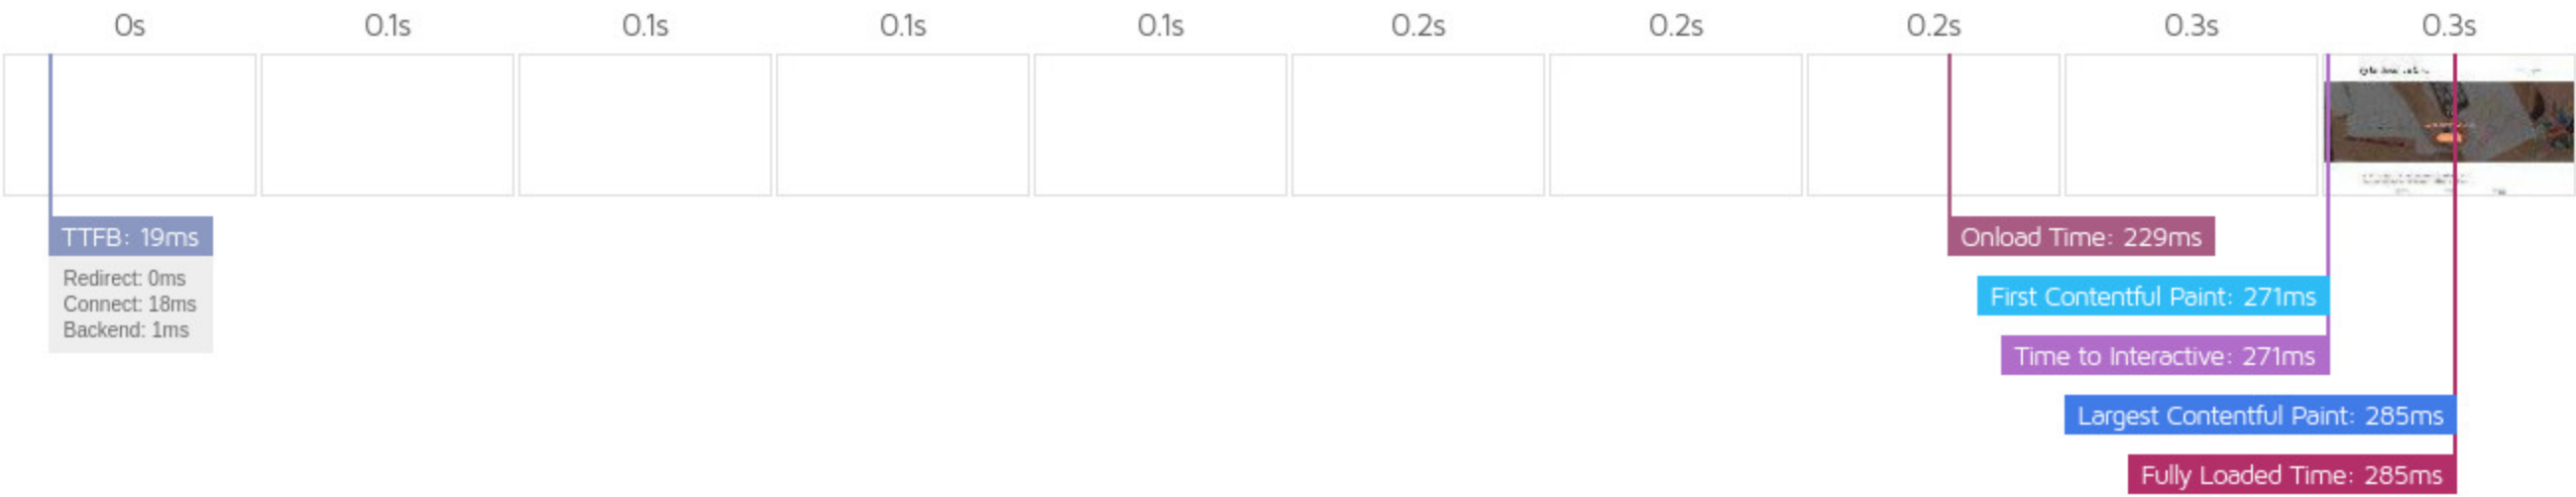 0s 0.1s 0.1s 0.1s 0.1s 0.2s 0.2s 0.2s 0.3s 0.3s
TTFB: 19ms
Redirect: 0ms
Connect: 18ms
Backend: 1ms
Onload Time: 229ms
First Contentful Paint: 271ms
Time to Interactive: 271ms
Largest Contentful Paint: 285ms
Fully Loaded Time: 285ms